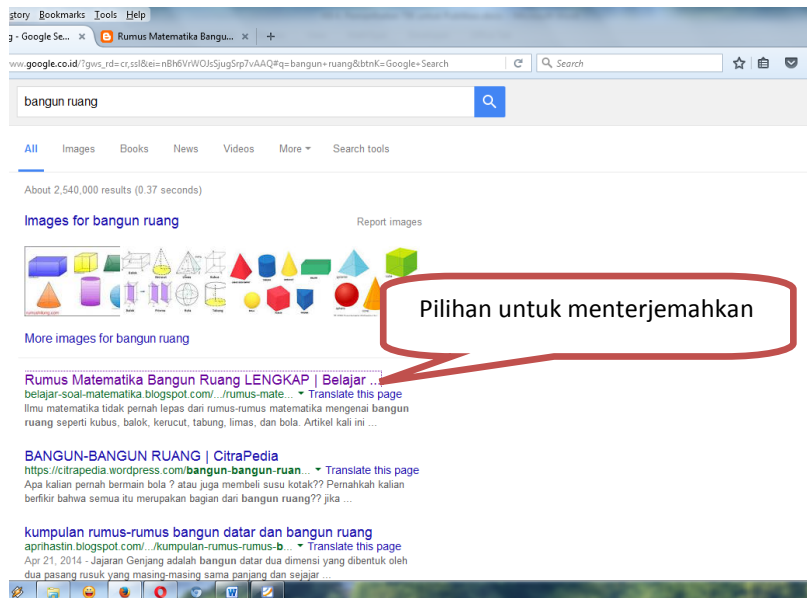 story Bookmarks Tools Help
g - Google Se... × Rumus Matematika Bangu... × +
ww.google.co.id/?gws_rd=cr,ssl&ei=nBh6VrWOJsSjugSrp7vAAQ#q=bangun+ruang&btnK=Google+Search Search
bangun ruang
All Images Books News Videos More Search tools
About 2,540,000 results (0.37 seconds)
Images for bangun ruang Report images
Pilihan untuk menterjemahkan
More images for bangun ruang
Rumus Matematika Bangun Ruang LENGKAP | Belajar ...
belajar-soal-matematika.blogspot.com/.../rumus-mate... Translate this page
Ilmu matematika tidak pernah lepas dari rumus-rumus matematika mengenai bangun
ruang seperti kubus, balok, kerucut, tabung, limas, dan bola. Artikel kali ini ...
BANGUN-BANGUN RUANG | CitraPedia
https://citrapedia.wordpress.com/bangun-bangun-ruan... Translate this page
Apa kalian pernah bermain bola ? atau juga membeli susu kotak?? Pernahkah kalian
berfikir bahwa semua itu merupakan bagian dari bangun ruang?? jika ...
kumpulan rumus-rumus bangun datar dan bangun ruang
aprihastin.blogspot.com/.../kumpulan-rumus-rumus-b... Translate this page
Apr 21, 2014 - Jajaran Genjang adalah bangun datar dua dimensi yang dibentuk oleh
dua pasang rusuk yang masing-masing sama panjang dan sejajar ...